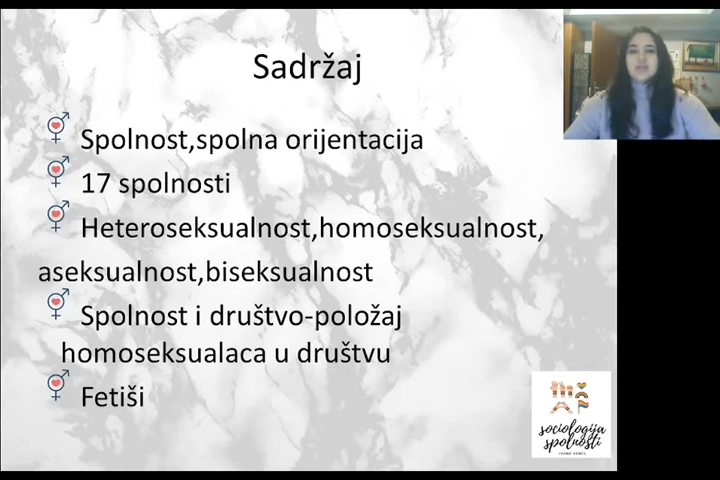 Sadržaj
Spolnost,spolna orijentacija
17 spolnosti
Heteroseksualnost,homoseksualnost,
aseksualnost,biseksualnost
Spolnost i društvo-položaj
homoseksualaca u društvu
Fetiši
sociologija
spolnosti